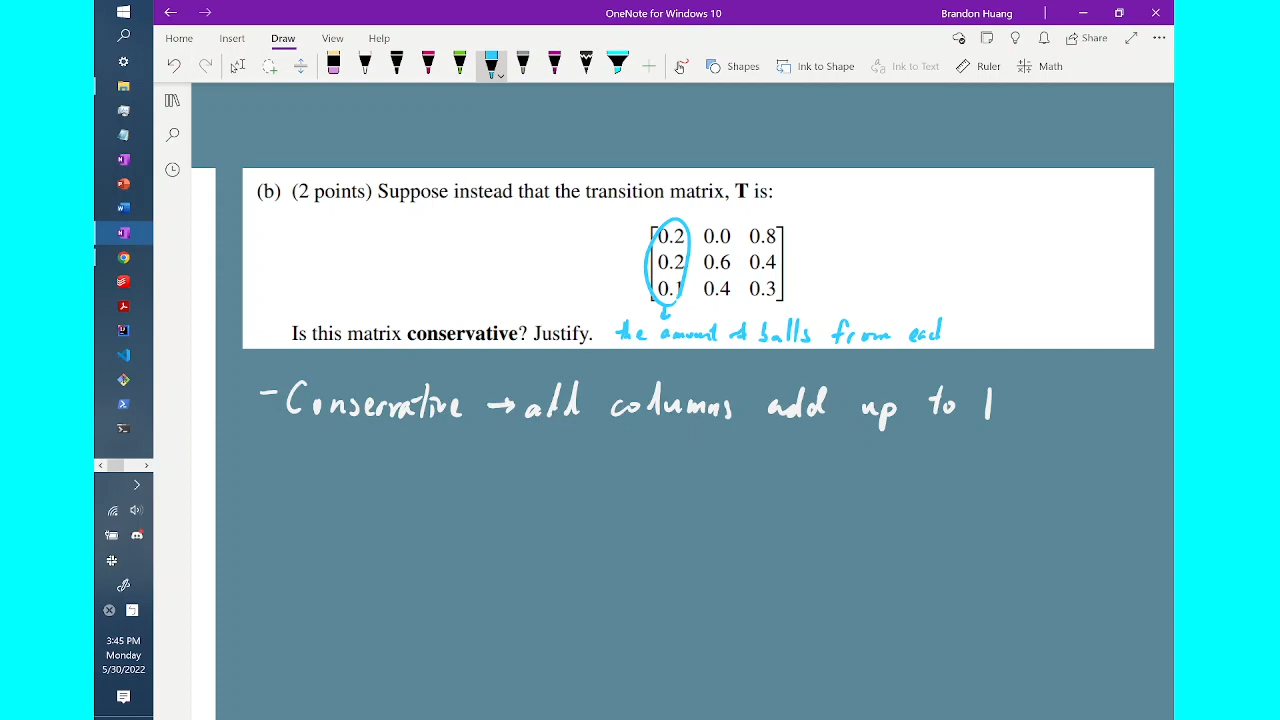 OneNote for Windows 10
Brandon Huang
Home Insert Draw View Help
Share
Shapes Ink to Shape Ink to Text Ruler Math
(b) (2 points) Suppose instead that the transition matrix, T is:
0.2 0.0 0.8
0.2 0.6 0.4
0.1 0.4 0.3
Is this matrix conservative? Justify. the amount of balls from each
- Conservative → all columns add up to 1
3:45 PM
Monday
5/30/2022